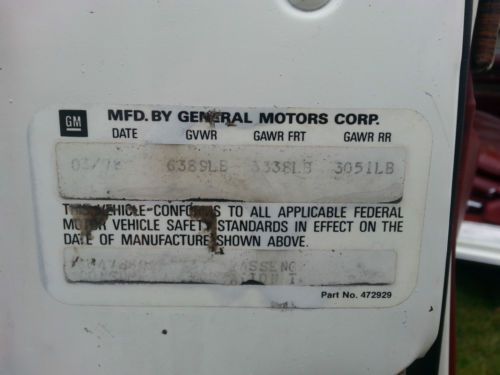 GM MFD. BY GENERAL MOTORS CORP.
DATE GVWR GAWR FRT GAWR RR
6389LB 3338LB 3051LB
THIS VEHICLE CONFORMS TO ALL APPLICABLE FEDERAL
MOTOR VEHICLE SAFETY STANDARDS IN EFFECT ON THE
DATE OF MANUFACTURE SHOWN ABOVE.
Part No. 472929